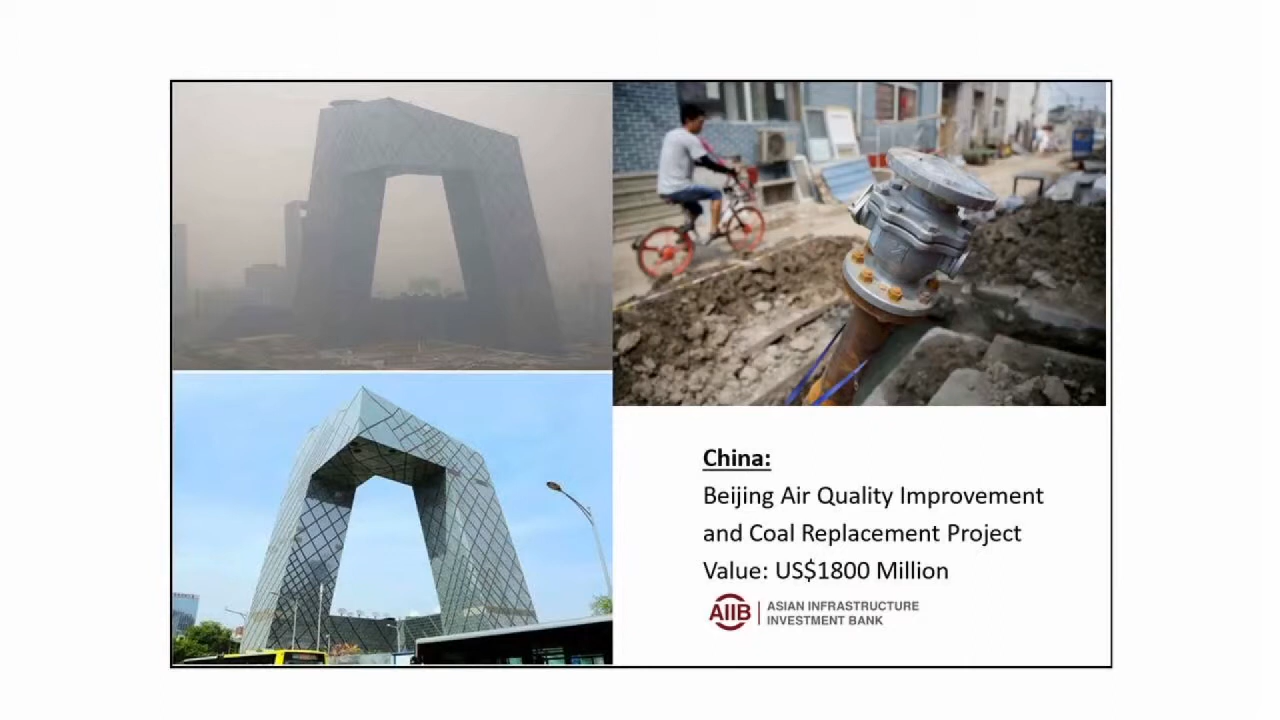 China:
Beijing Air Quality Improvement
and Coal Replacement Project
Value: US$1800 Million
AIIB
ASIAN INFRASTRUCTURE
INVESTMENT BANK